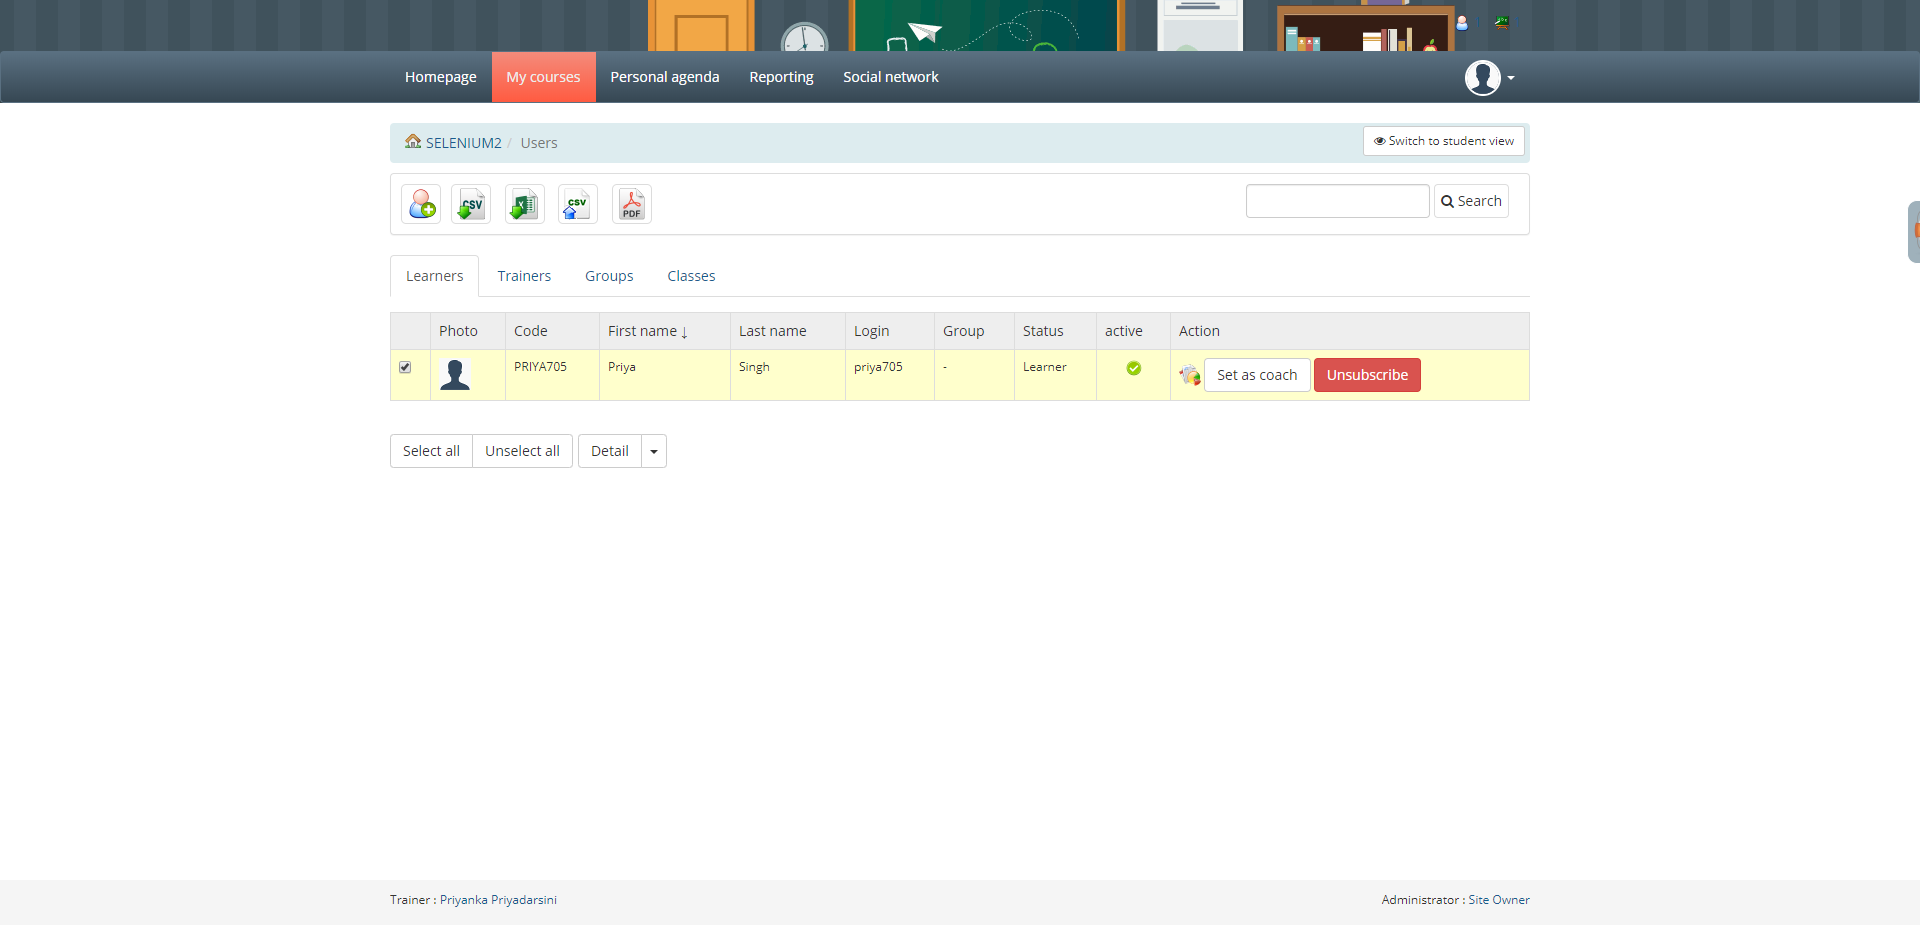 Homepage My courses Personal agenda Reporting Social network
SELENIUM2 / Users
Switch to student view
CSV CSV PDF
Search
Learners Trainers Groups Classes
Photo Code First name ↓ Last name Login Group Status active Action
PRIYA705 Priya Singh priya705 - Learner Set as coach Unsubscribe
Select all Unselect all Detail
Trainer : Priyanka Priyadarsini
Administrator : Site Owner